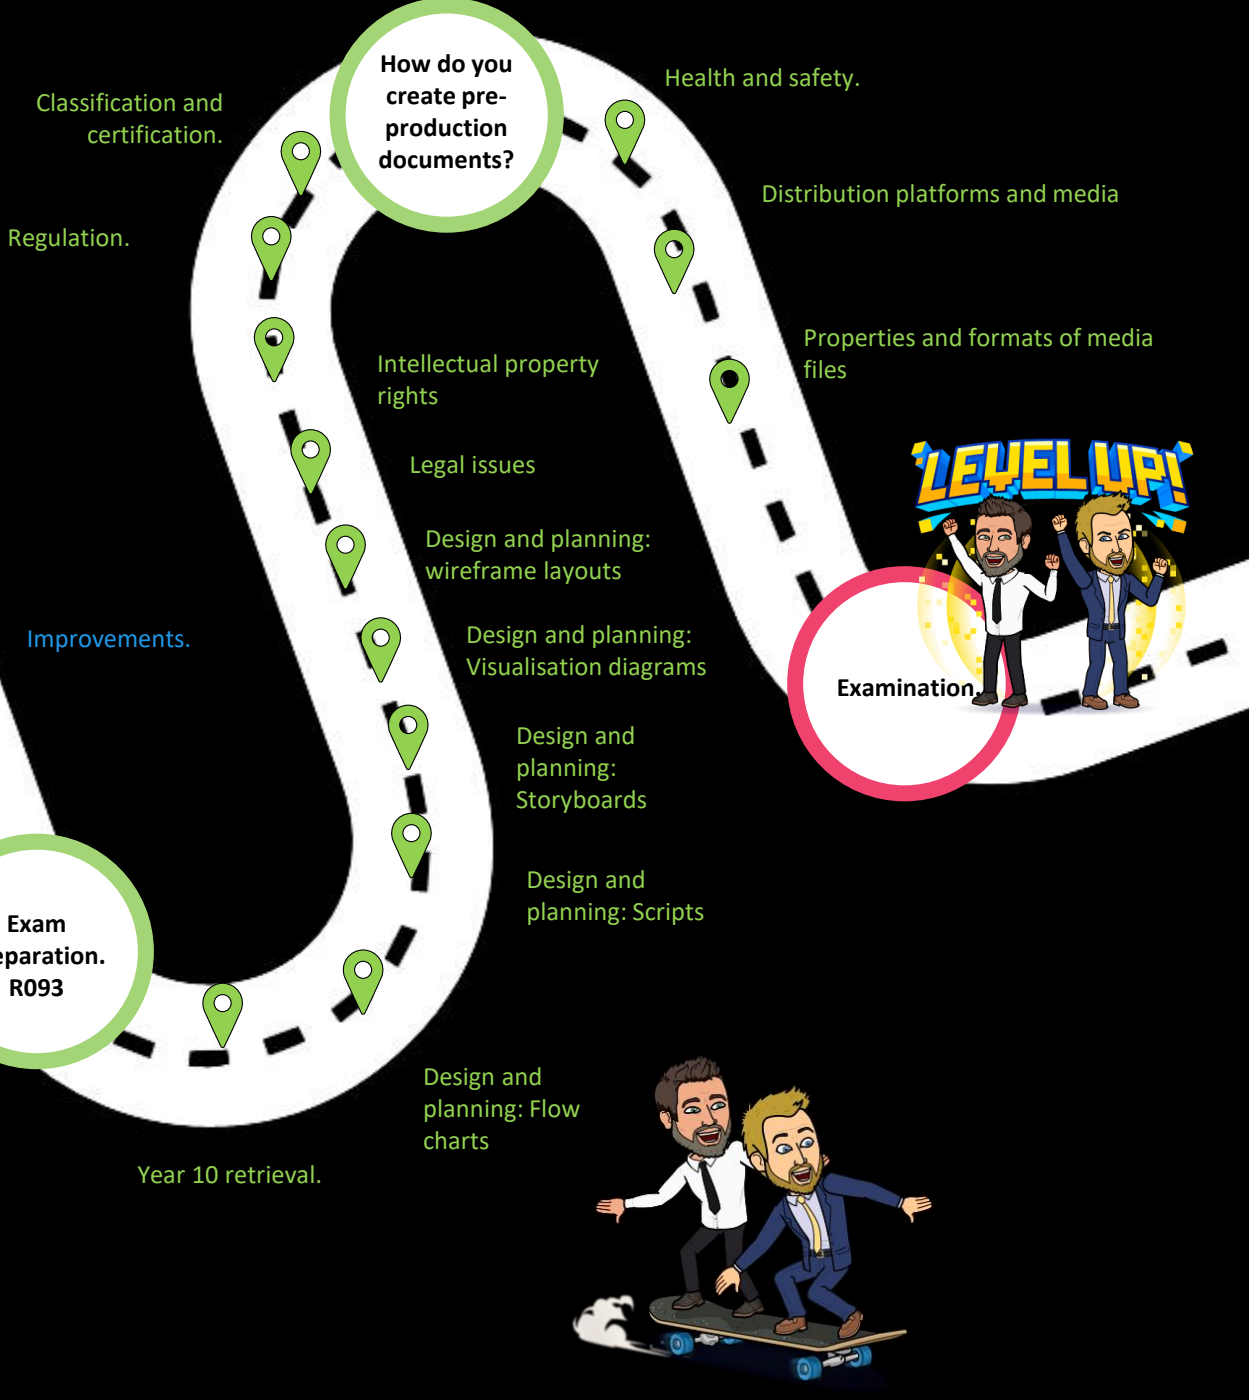 How do you
create pre-
production
documents?
Health and safety.
Classification and
certification.
Distribution platforms and media
Regulation.
Properties and formats of media
files
Intellectual property
rights
Legal issues
LEVEL UP!
Design and planning:
wireframe layouts
Improvements.
Design and planning:
Visualisation diagrams
Examination.
Design and
planning:
Storyboards
Design and
planning: Scripts
Exam
eparation.
R093
Design and
planning: Flow
charts
Year 10 retrieval.